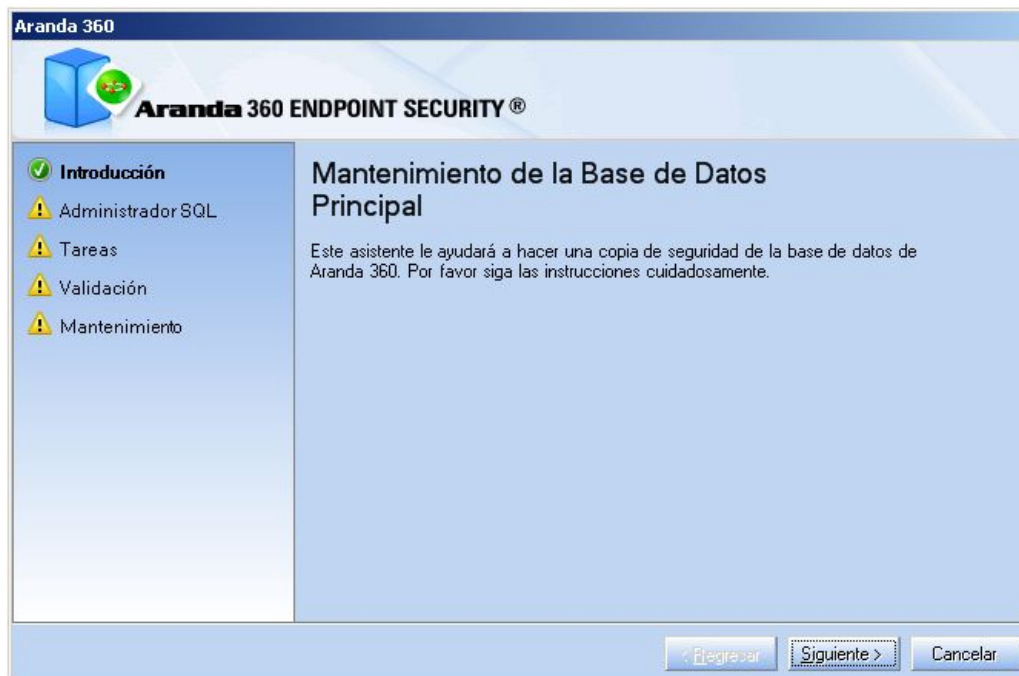 Aranda 360
Aranda 360 ENDPOINT SECURITY ®
Introducción
Administrador SQL
Tareas
Validación
Mantenimiento
Mantenimiento de la Base de Datos
Principal
Este asistente le ayudará a hacer una copia de seguridad de la base de datos de
Aranda 360. Por favor siga las instrucciones cuidadosamente.
< Regresar
Siguiente >
Cancelar